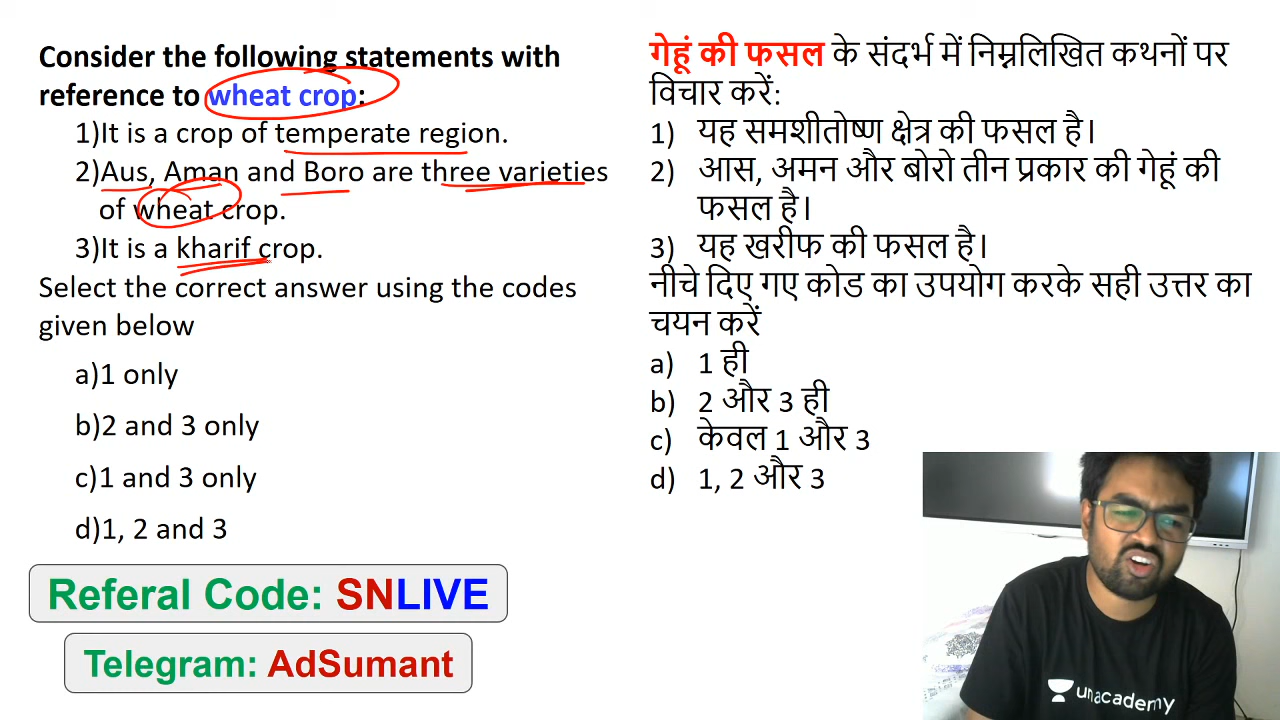 Consider the following statements with
reference to wheat crop:
1)It is a crop of temperate region.
2)Aus, Aman and Boro are three varieties
of wheat crop.
3)It is a kharif crop.
Select the correct answer using the codes
given below
a)1 only
b)2 and 3 only
c)1 and 3 only
d)1, 2 and 3
Referal Code: SNLIVE
Telegram: AdSumant
गेहूं की फसल के संदर्भ में निम्नलिखित कथनों पर
विचार करें:
1) यह समशीतोष्ण क्षेत्र की फसल है।
2) आस, अमन और बोरो तीन प्रकार की गेहूं की
फसल है।
3) यह खरीफ की फसल है।
नीचे दिए गए कोड का उपयोग करके सही उत्तर का
चयन करें
a) 1 ही
b) 2 और 3 ही
c) केवल 1 और 3
d) 1, 2 और 3
unacademy